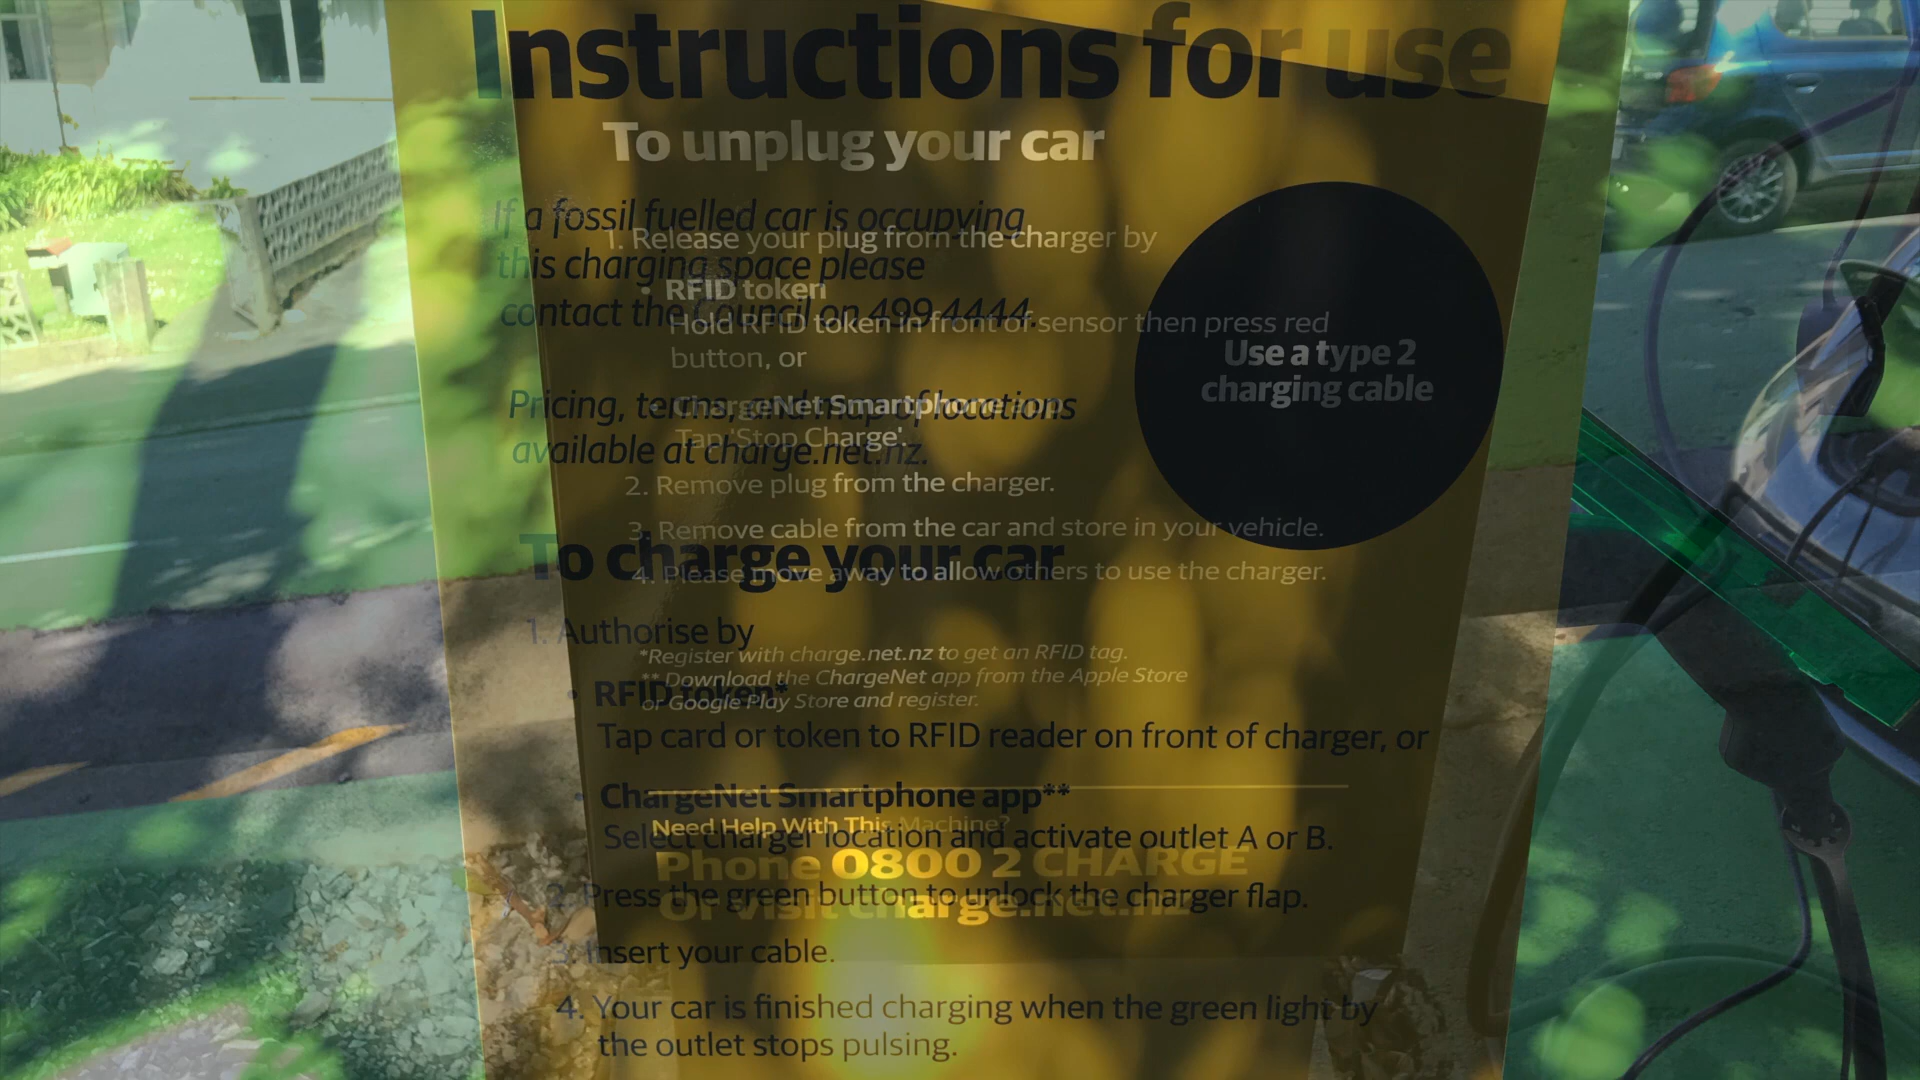 Instructions for use
If a fossil fuelled car is occupying
this charging space please
contact the Council on 499 4444.
Pricing, terms, and map of locations
available at charge.net.nz.
Use a type 2
charging cable
To charge your car
1. Authorise by
• RFID token*
Tap card or token to RFID reader on front of charger, or
• ChargeNet Smartphone app**
Select charger location and activate outlet A or B.
2. Press the green button to unlock the charger flap.
3. Insert your cable.
4. Your car is finished charging when the green light by
the outlet stops pulsing.
To unplug your car
1. Release your plug from the charger by
• RFID token
Hold RFID token in front of sensor then press red
button, or
• ChargeNet Smartphone app
Tap 'Stop Charge'.
2. Remove plug from the charger.
3. Remove cable from the car and store in your vehicle.
4. Please move away to allow others to use the charger.
*Register with charge.net.nz to get an RFID tag.
** Download the ChargeNet app from the Apple Store
or Google Play Store and register.
Need Help With This Machine?
Phone 0800 2 CHARGE
Or visit charge.net.nz